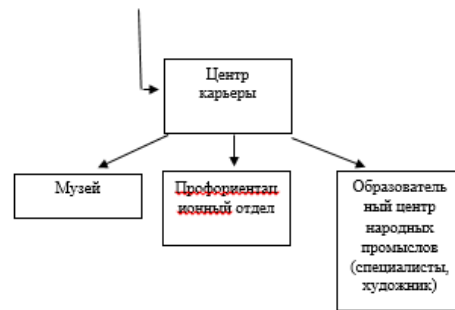 Центр
карьеры
Музей
Профориентац
ионный отдел
Образователь
ный центр
народных
промыслов
(специалисты,
художник)